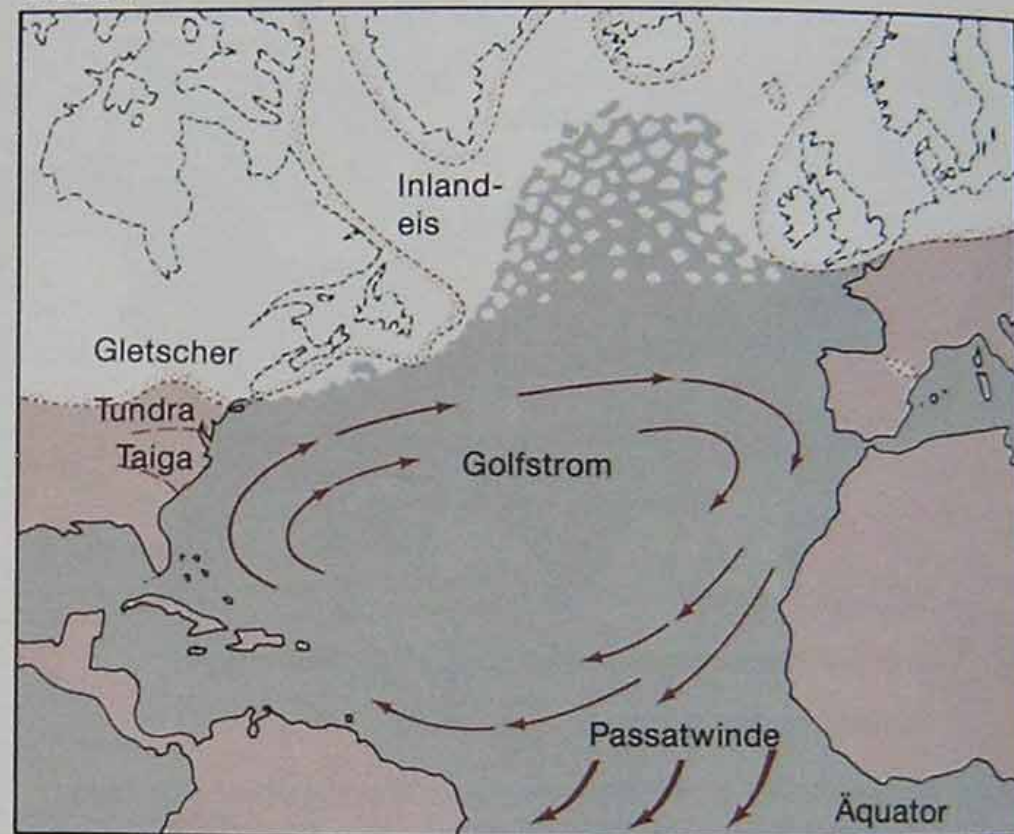 Inland-
eis
Gletscher
Tundra
Taiga
Golfstrom
Passatwinde
Äquator